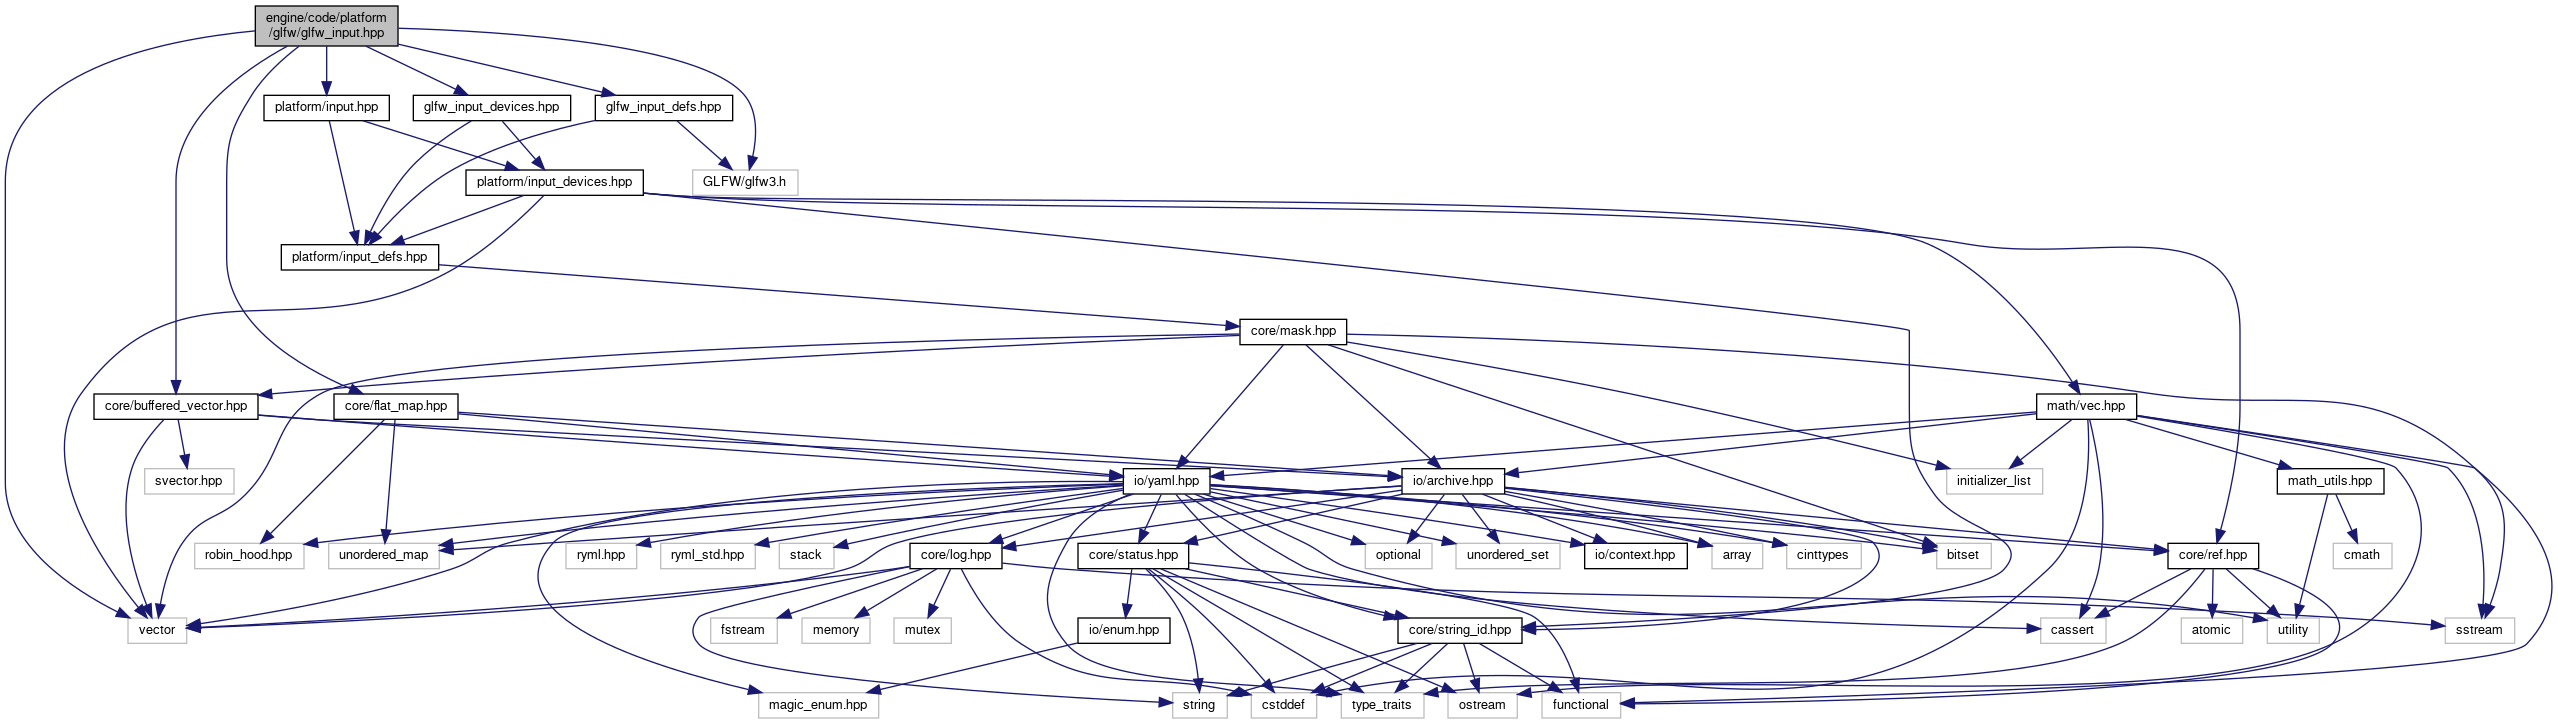 engine/code/platform
/glfw/glfw_input.hpp
platform/input.hpp
glfw_input_devices.hpp
glfw_input_defs.hpp
platform/input_devices.hpp
GLFW/glfw3.h
platform/input_defs.hpp
core/mask.hpp
core/buffered_vector.hpp
core/flat_map.hpp
math/vec.hpp
svector.hpp
io/yaml.hpp
io/archive.hpp
initializer_list
math_utils.hpp
robin_hood.hpp
unordered_map
ryml.hpp
ryml_std.hpp
stack
core/log.hpp
core/status.hpp
optional
unordered_set
io/context.hpp
array
cinttypes
bitset
core/ref.hpp
cmath
vector
fstream
memory
mutex
io/enum.hpp
core/string_id.hpp
cassert
atomic
utility
sstream
magic_enum.hpp
string
cstddef
type_traits
ostream
functional